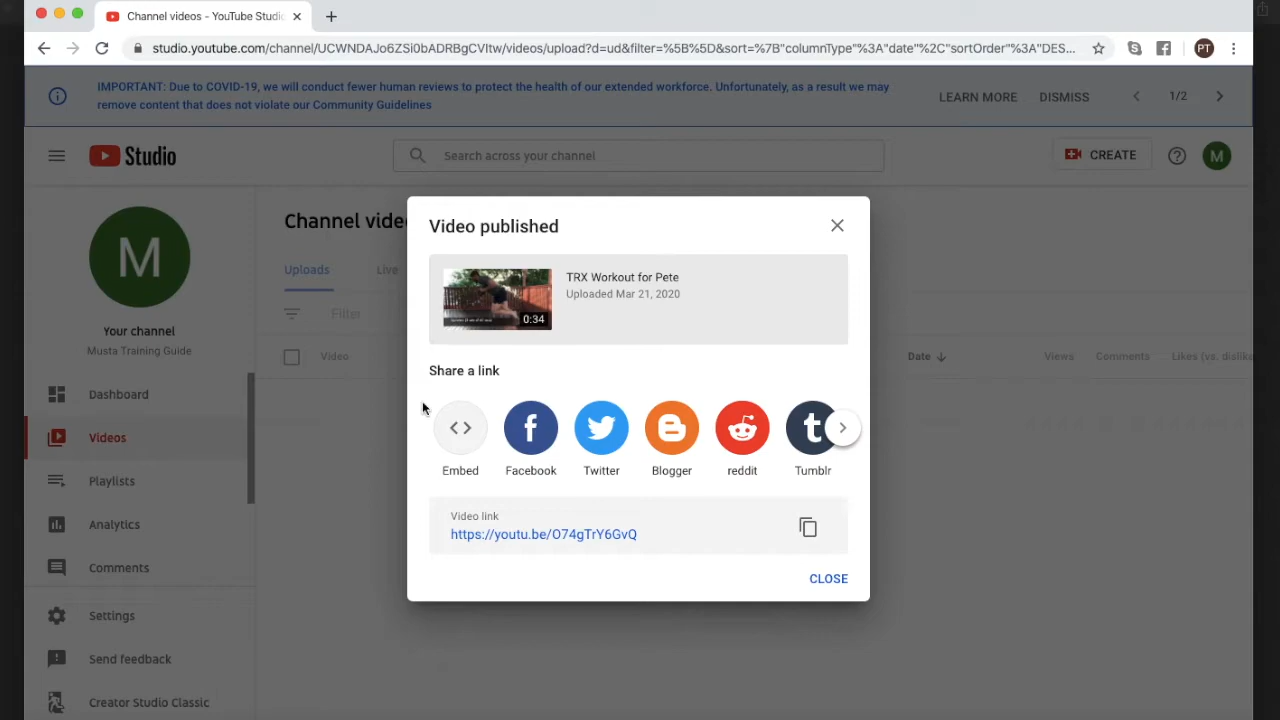 Channel videos - YouTube Studio
studio.youtube.com/channel/UCWNDAJo6ZSi0bADRBgCVItw/videos/upload?d=ud&filter=%5B%5D&sort=%7B"columnType"%3A"date"%2C"sortOrder"%3A"DES...
PT
IMPORTANT: Due to COVID-19, we will conduct fewer human reviews to protect the health of our extended workforce. Unfortunately, as a result we may
remove content that does not violate our Community Guidelines
LEARN MORE
DISMISS
1/2
Studio
Search across your channel
CREATE
M
M
Your channel
Musta Training Guide
Dashboard
Videos
Playlists
Analytics
Comments
Settings
Send feedback
Creator Studio Classic
Channel vide
Uploads
Live
Filter
Video
Date
Views
Comments
Likes (vs. dislike
Video published
0:34
TRX Workout for Pete
Uploaded Mar 21, 2020
Share a link
Embed
Facebook
Twitter
Blogger
reddit
Tumblr
Video link
https://youtu.be/O74gTrY6GvQ
CLOSE